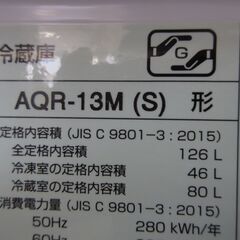 冷蔵庫
G
AQR-13M (S) 形
定格内容積 (JIS C 9801-3 : 2015)
全定格内容積 126 L
冷凍室の定格内容積 46 L
冷蔵室の定格内容積 80 L
消費電力量 (JIS C 9801-3 : 2015)
50Hz 280 kWh/年
60Hz